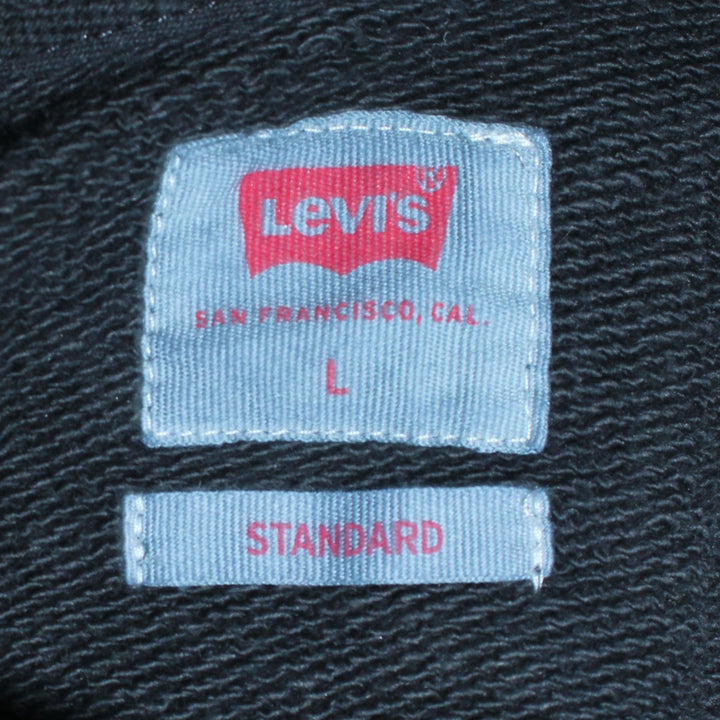 LEVI'S®
SAN FRANCISCO, CAL.
L
STANDARD